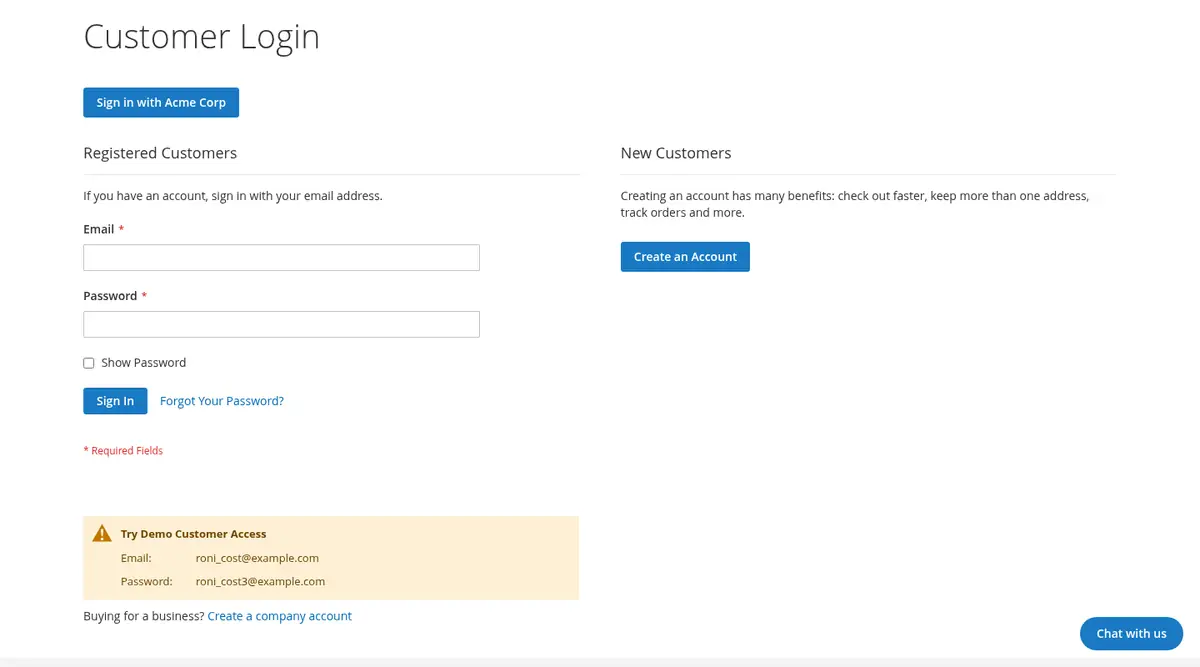 Customer Login
Sign in with Acme Corp
Registered Customers
If you have an account, sign in with your email address.
Email *
Password *
Show Password
Sign In Forgot Your Password?
* Required Fields
New Customers
Creating an account has many benefits: check out faster, keep more than one address,
track orders and more.
Create an Account
Try Demo Customer Access
Email: roni_cost@example.com
Password: roni_cost3@example.com
Buying for a business? Create a company account
Chat with us